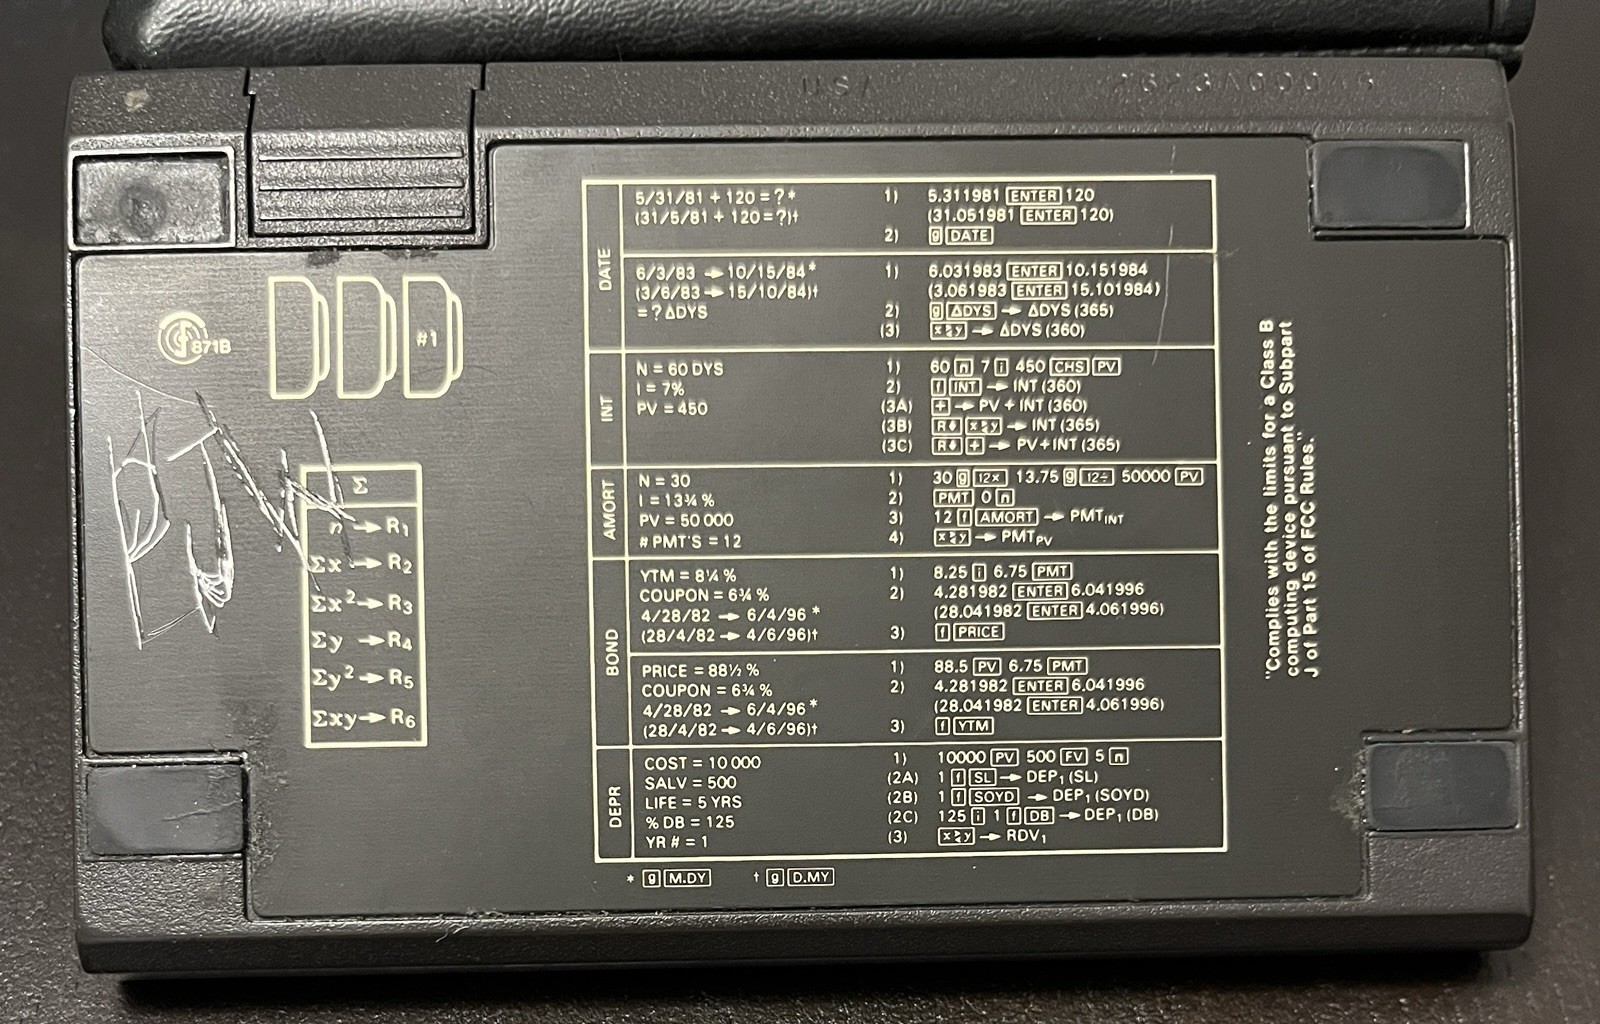 USA
871B
#1
Σ
n → R1
Σx → R2
Σx² → R3
Σy → R4
Σy² → R5
Σxy → R6
DATE
5/31/81 + 120 = ?* 1) 5.311981 ENTER 120
(31/5/81 + 120 = ?)† (31.051981 ENTER 120)
2) g DATE
6/3/83 → 10/15/84* 1) 6.031983 ENTER 10.151984
(3/6/83 → 15/10/84)† (3.061983 ENTER 15.101984)
= ? ΔDYS 2) g ΔDYS → ΔDYS (365)
(3) x≷y → ΔDYS (360)
INT
N = 60 DYS 1) 60 n 7 i 450 CHS PV
I = 7% 2) f INT → INT (360)
PV = 450 (3A) + → PV + INT (360)
(3B) R↓ x≷y → INT (365)
(3C) R↓ + → PV+INT (365)
AMORT
N = 30 1) 30 g 12× 13.75 g 12÷ 50000 PV
I = 13¾ % 2) PMT 0 n
PV = 50 000 3) 12 f AMORT → PMT INT
# PMT'S = 12 4) x≷y → PMT PV
BOND
YTM = 8¼ % 1) 8.25 i 6.75 PMT
COUPON = 6¾ % 2) 4.281982 ENTER 6.041996
4/28/82 → 6/4/96 * (28.041982 ENTER 4.061996)
(28/4/82 → 4/6/96)† 3) f PRICE
PRICE = 88½ % 1) 88.5 PV 6.75 PMT
COUPON = 6¾ % 2) 4.281982 ENTER 6.041996
4/28/82 → 6/4/96 * (28.041982 ENTER 4.061996)
(28/4/82 → 4/6/96)† 3) f YTM
DEPR
COST = 10 000 1) 10000 PV 500 FV 5 n
SALV = 500 (2A) 1 f SL → DEP1 (SL)
LIFE = 5 YRS (2B) 1 f SOYD → DEP1 (SOYD)
% DB = 125 (2C) 125 i 1 f DB → DEP1 (DB)
YR # = 1 (3) x≷y → RDV1
* g M.DY † g D.MY
"Complies with the limits for a Class B
computing device pursuant to Subpart
J of Part 15 of FCC Rules."